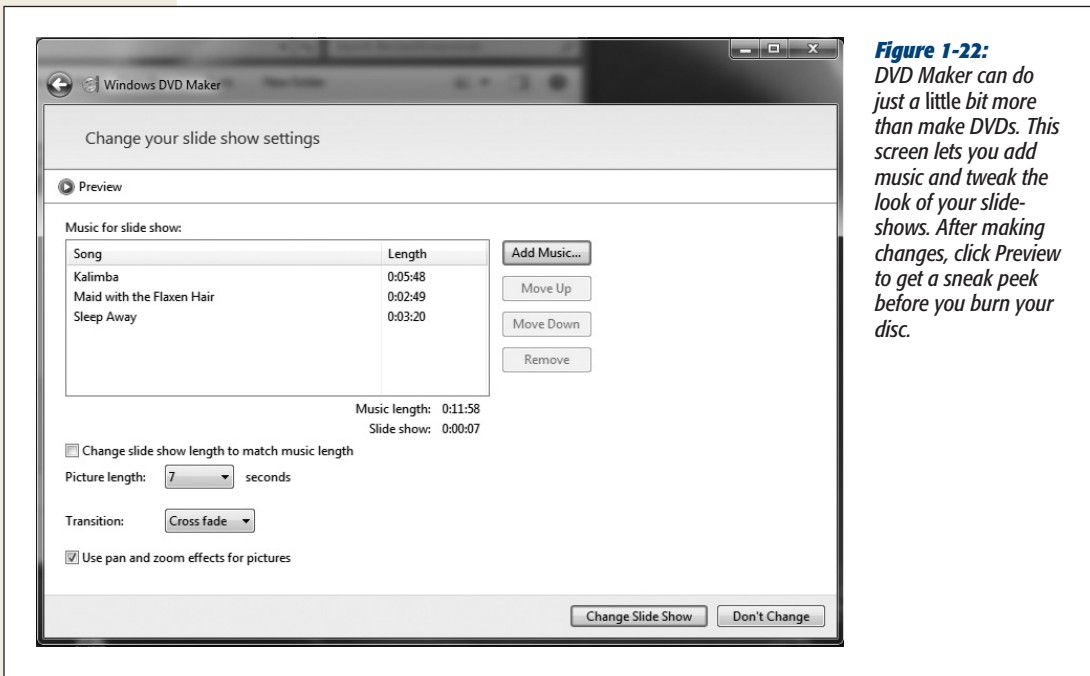 Windows DVD Maker
Change your slide show settings
Preview
Music for slide show:
Song Length
Kalimba 0:05:48
Maid with the Flaxen Hair 0:02:49
Sleep Away 0:03:20
Add Music...
Move Up
Move Down
Remove
Music length: 0:11:58
Slide show: 0:00:07
Change slide show length to match music length
Picture length: 7 seconds
Transition: Cross fade
Use pan and zoom effects for pictures
Change Slide Show Don't Change
Figure 1-22:
DVD Maker can do
just a little bit more
than make DVDs. This
screen lets you add
music and tweak the
look of your slide-
shows. After making
changes, click Preview
to get a sneak peek
before you burn your
disc.